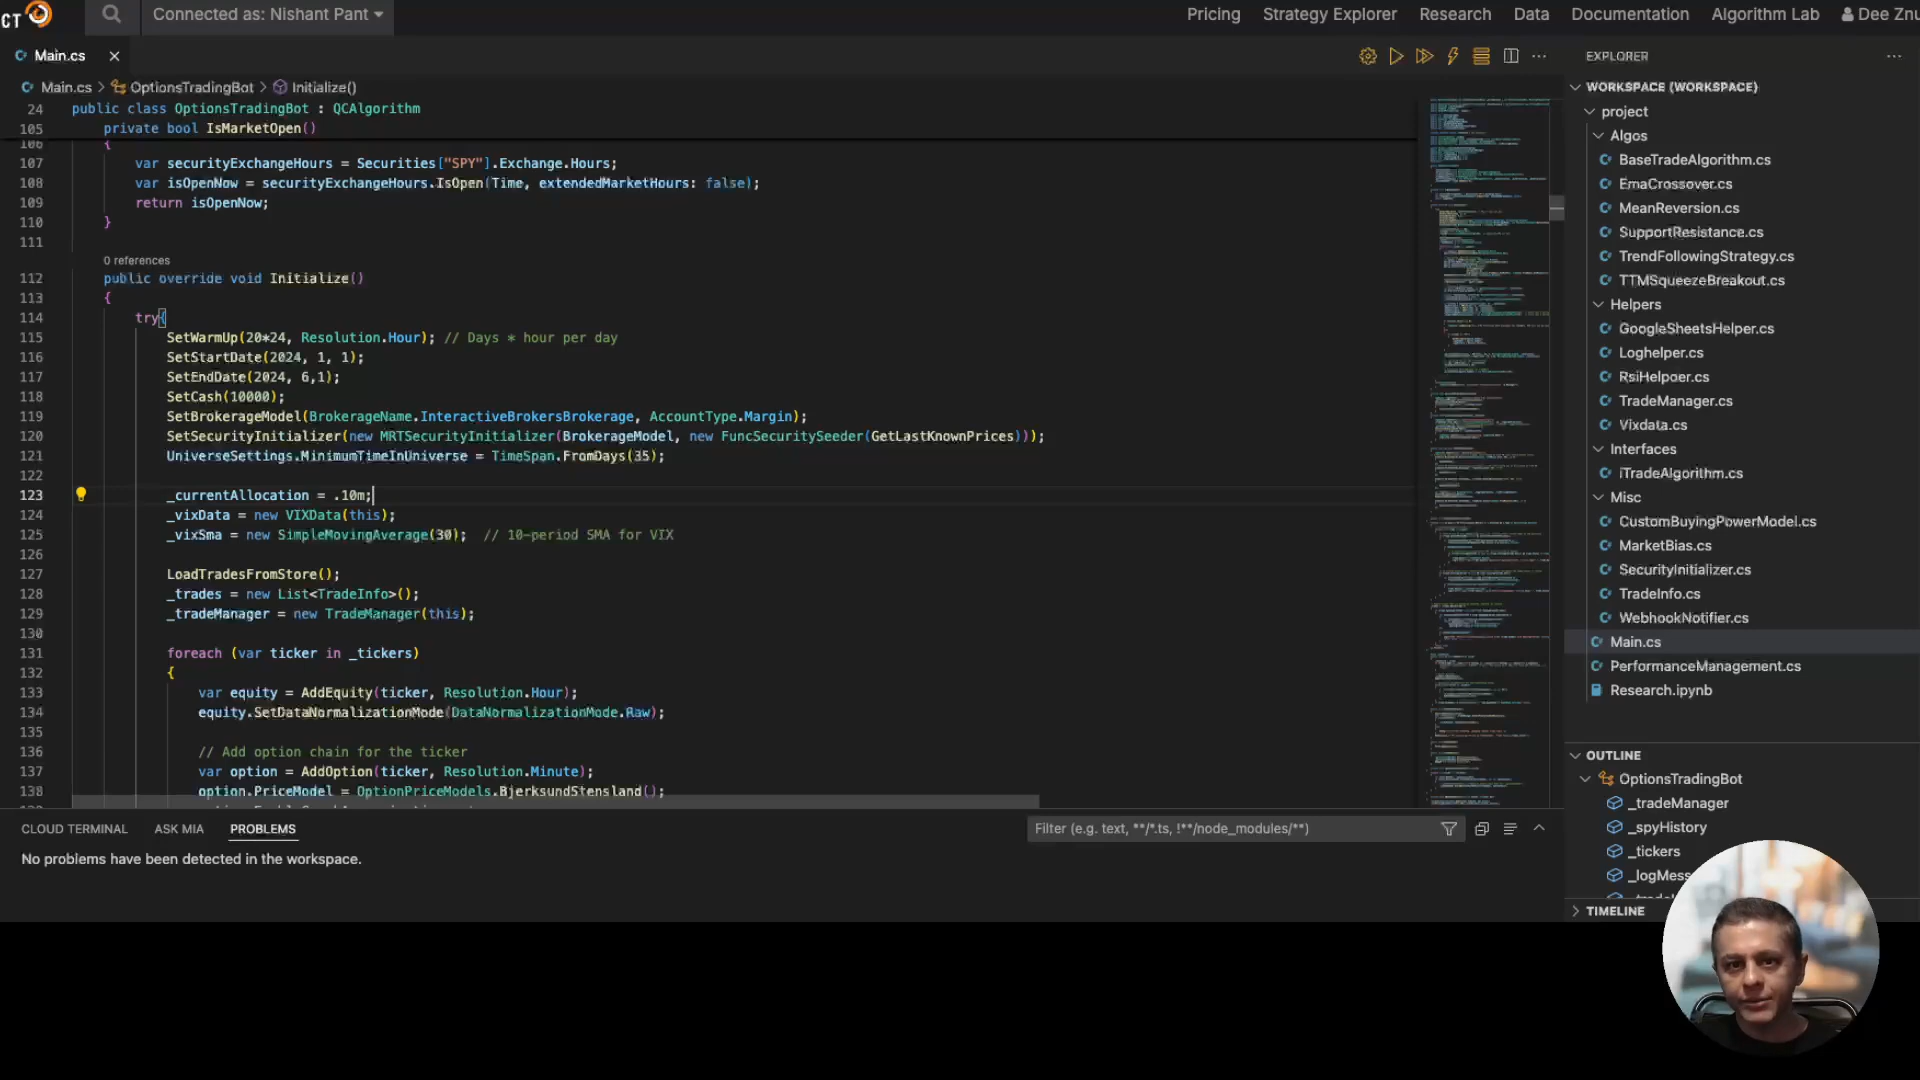 CT
Connected as: Nishant Pant
Pricing
Strategy Explorer
Research
Data
Documentation
Algorithm Lab
Dee Znu
Main.cs
Main.cs > OptionsTradingBot > Initialize()
24 public class OptionsTradingBot : QCAlgorithm
105 private bool IsMarketOpen()
106 {
107 var securityExchangeHours = Securities["SPY"].Exchange.Hours;
108 var isOpenNow = securityExchangeHours.IsOpen(Time, extendedMarketHours: false);
109 return isOpenNow;
110 }
111
0 references
112 public override void Initialize()
113 {
114 try{
115 SetWarmUp(20*24, Resolution.Hour); // Days * hour per day
116 SetStartDate(2024, 1, 1);
117 SetEndDate(2024, 6,1);
118 SetCash(10000);
119 SetBrokerageModel(BrokerageName.InteractiveBrokersBrokerage, AccountType.Margin);
120 SetSecurityInitializer(new MRTSecurityInitializer(BrokerageModel, new FuncSecuritySeeder(GetLastKnownPrices)));
121 UniverseSettings.MinimumTimeInUniverse = TimeSpan.FromDays(35);
122
123 _currentAllocation = .10m;
124 _vixData = new VIXData(this);
125 _vixSma = new SimpleMovingAverage(30); // 10-period SMA for VIX
126
127 LoadTradesFromStore();
128 _trades = new List<TradeInfo>();
129 _tradeManager = new TradeManager(this);
130
131 foreach (var ticker in _tickers)
132 {
133 var equity = AddEquity(ticker, Resolution.Hour);
134 equity.SetDataNormalizationMode(DataNormalizationMode.Raw);
135
136 // Add option chain for the ticker
137 var option = AddOption(ticker, Resolution.Minute);
138 option.PriceModel = OptionPriceModels.BjerksundStensland();
EXPLORER
WORKSPACE (WORKSPACE)
project
Algos
BaseTradeAlgorithm.cs
EmaCrossover.cs
MeanReversion.cs
SupportResistance.cs
TrendFollowingStrategy.cs
TTMSqueezeBreakout.cs
Helpers
GoogleSheetsHelper.cs
Loghelper.cs
RsiHelpoer.cs
TradeManager.cs
Vixdata.cs
Interfaces
iTradeAlgorithm.cs
Misc
CustomBuyingPowerModel.cs
MarketBias.cs
SecurityInitializer.cs
TradeInfo.cs
WebhookNotifier.cs
Main.cs
PerformanceManagement.cs
Research.ipynb
OUTLINE
OptionsTradingBot
_tradeManager
_spyHistory
_tickers
_logMess
TIMELINE
CLOUD TERMINAL
ASK MIA
PROBLEMS
Filter (e.g. text, **/*.ts, !**/node_modules/**)
No problems have been detected in the workspace.